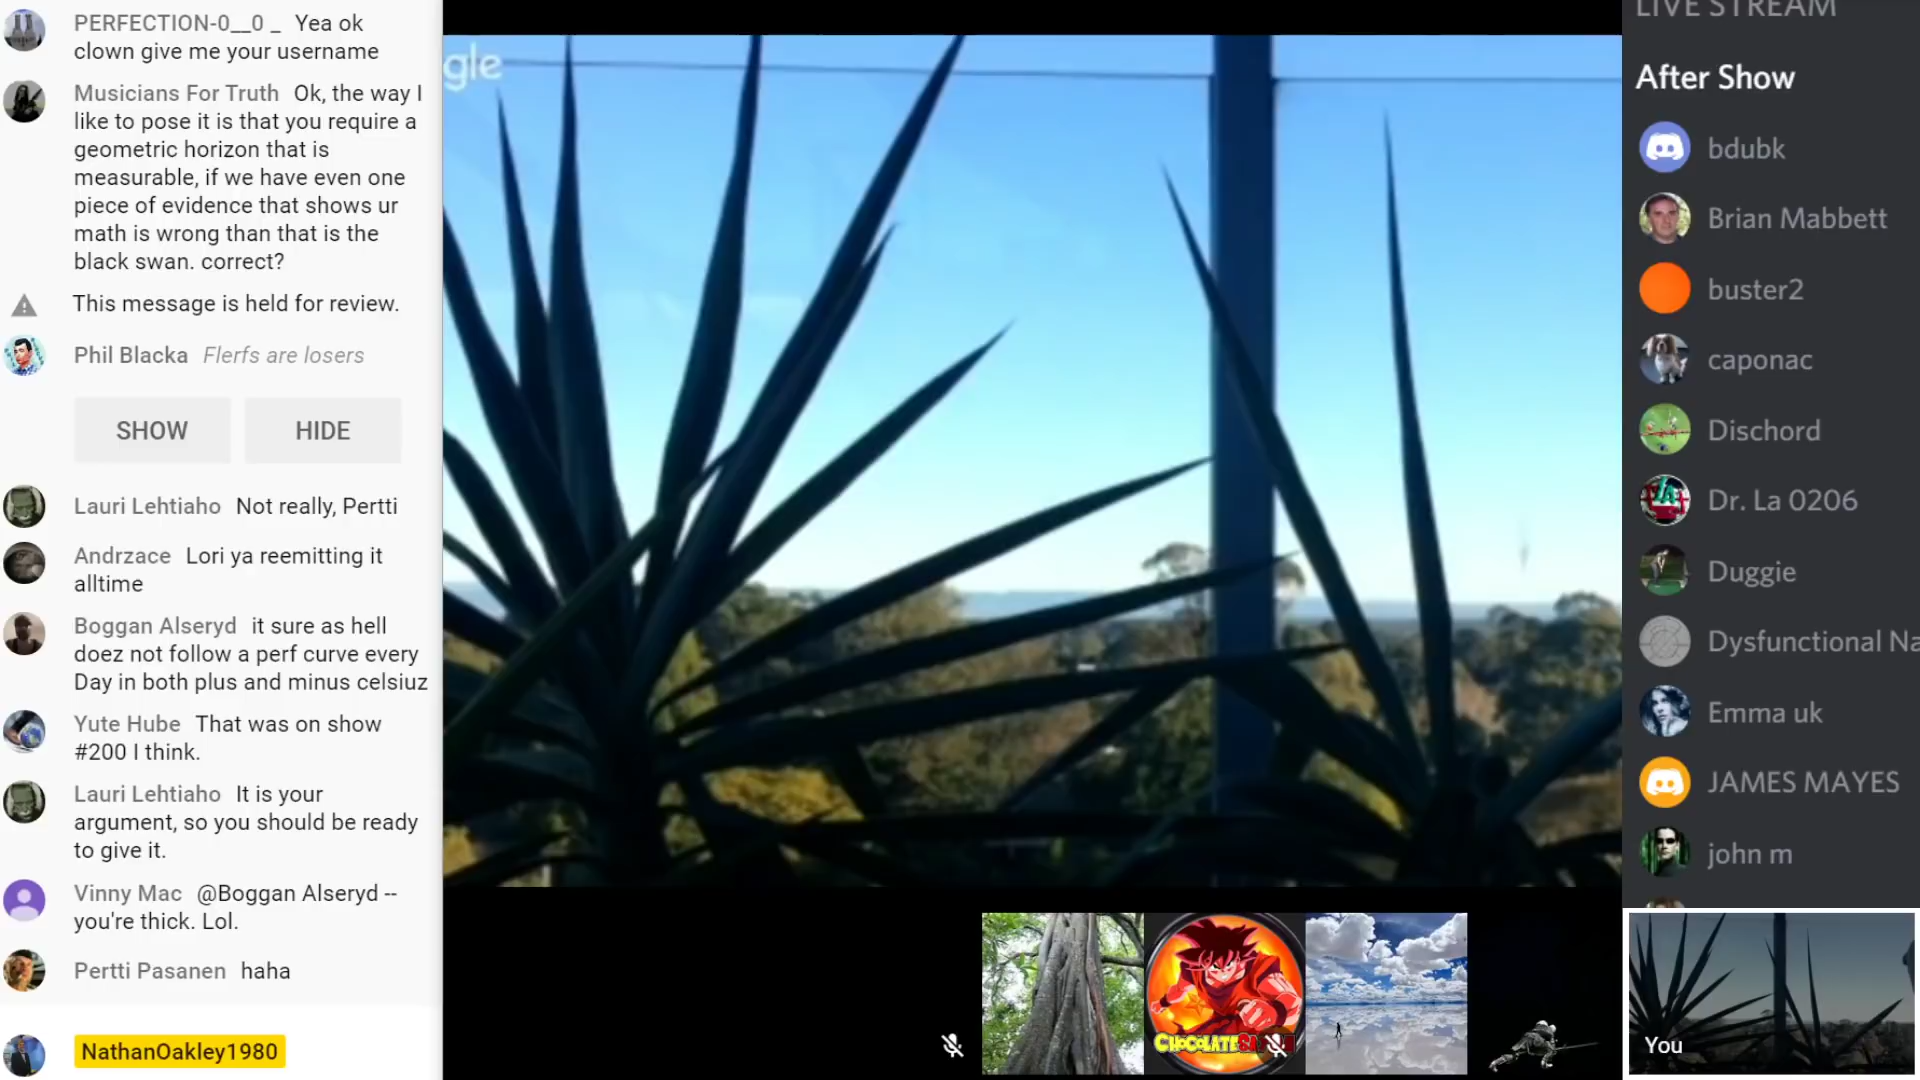 PERFECTION-0__0 _ Yea ok
clown give me your username
Musicians For Truth Ok, the way I
like to pose it is that you require a
geometric horizon that is
measurable, if we have even one
piece of evidence that shows ur
math is wrong than that is the
black swan. correct?
This message is held for review.
Phil Blacka Flerfs are losers
SHOW HIDE
Lauri Lehtiaho Not really, Pertti
Andrzace Lori ya reemitting it
alltime
Boggan Alseryd it sure as hell
doez not follow a perf curve every
Day in both plus and minus celsiuz
Yute Hube That was on show
#200 I think.
Lauri Lehtiaho It is your
argument, so you should be ready
to give it.
Vinny Mac @Boggan Alseryd --
you're thick. Lol.
Pertti Pasanen haha
NathanOakley1980
gle
LIVE STREAM
After Show
bdubk
Brian Mabbett
buster2
caponac
Dischord
Dr. La 0206
Duggie
Dysfunctional Na
Emma uk
JAMES MAYES
john m
You